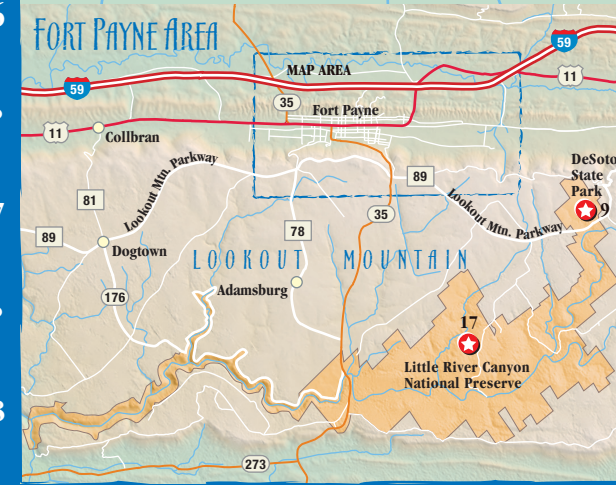 FORT PAYNE AREA
59
MAP AREA
59
11
35
Fort Payne
11
Collbran
DeSoto
State
Park
9
Lookout Mtn. Parkway
89
81
Lookout Mtn. Parkway
35
89
78
Dogtown
LOOKOUT MOUNTAIN
176
Adamsburg
17
Little River Canyon
National Preserve
273